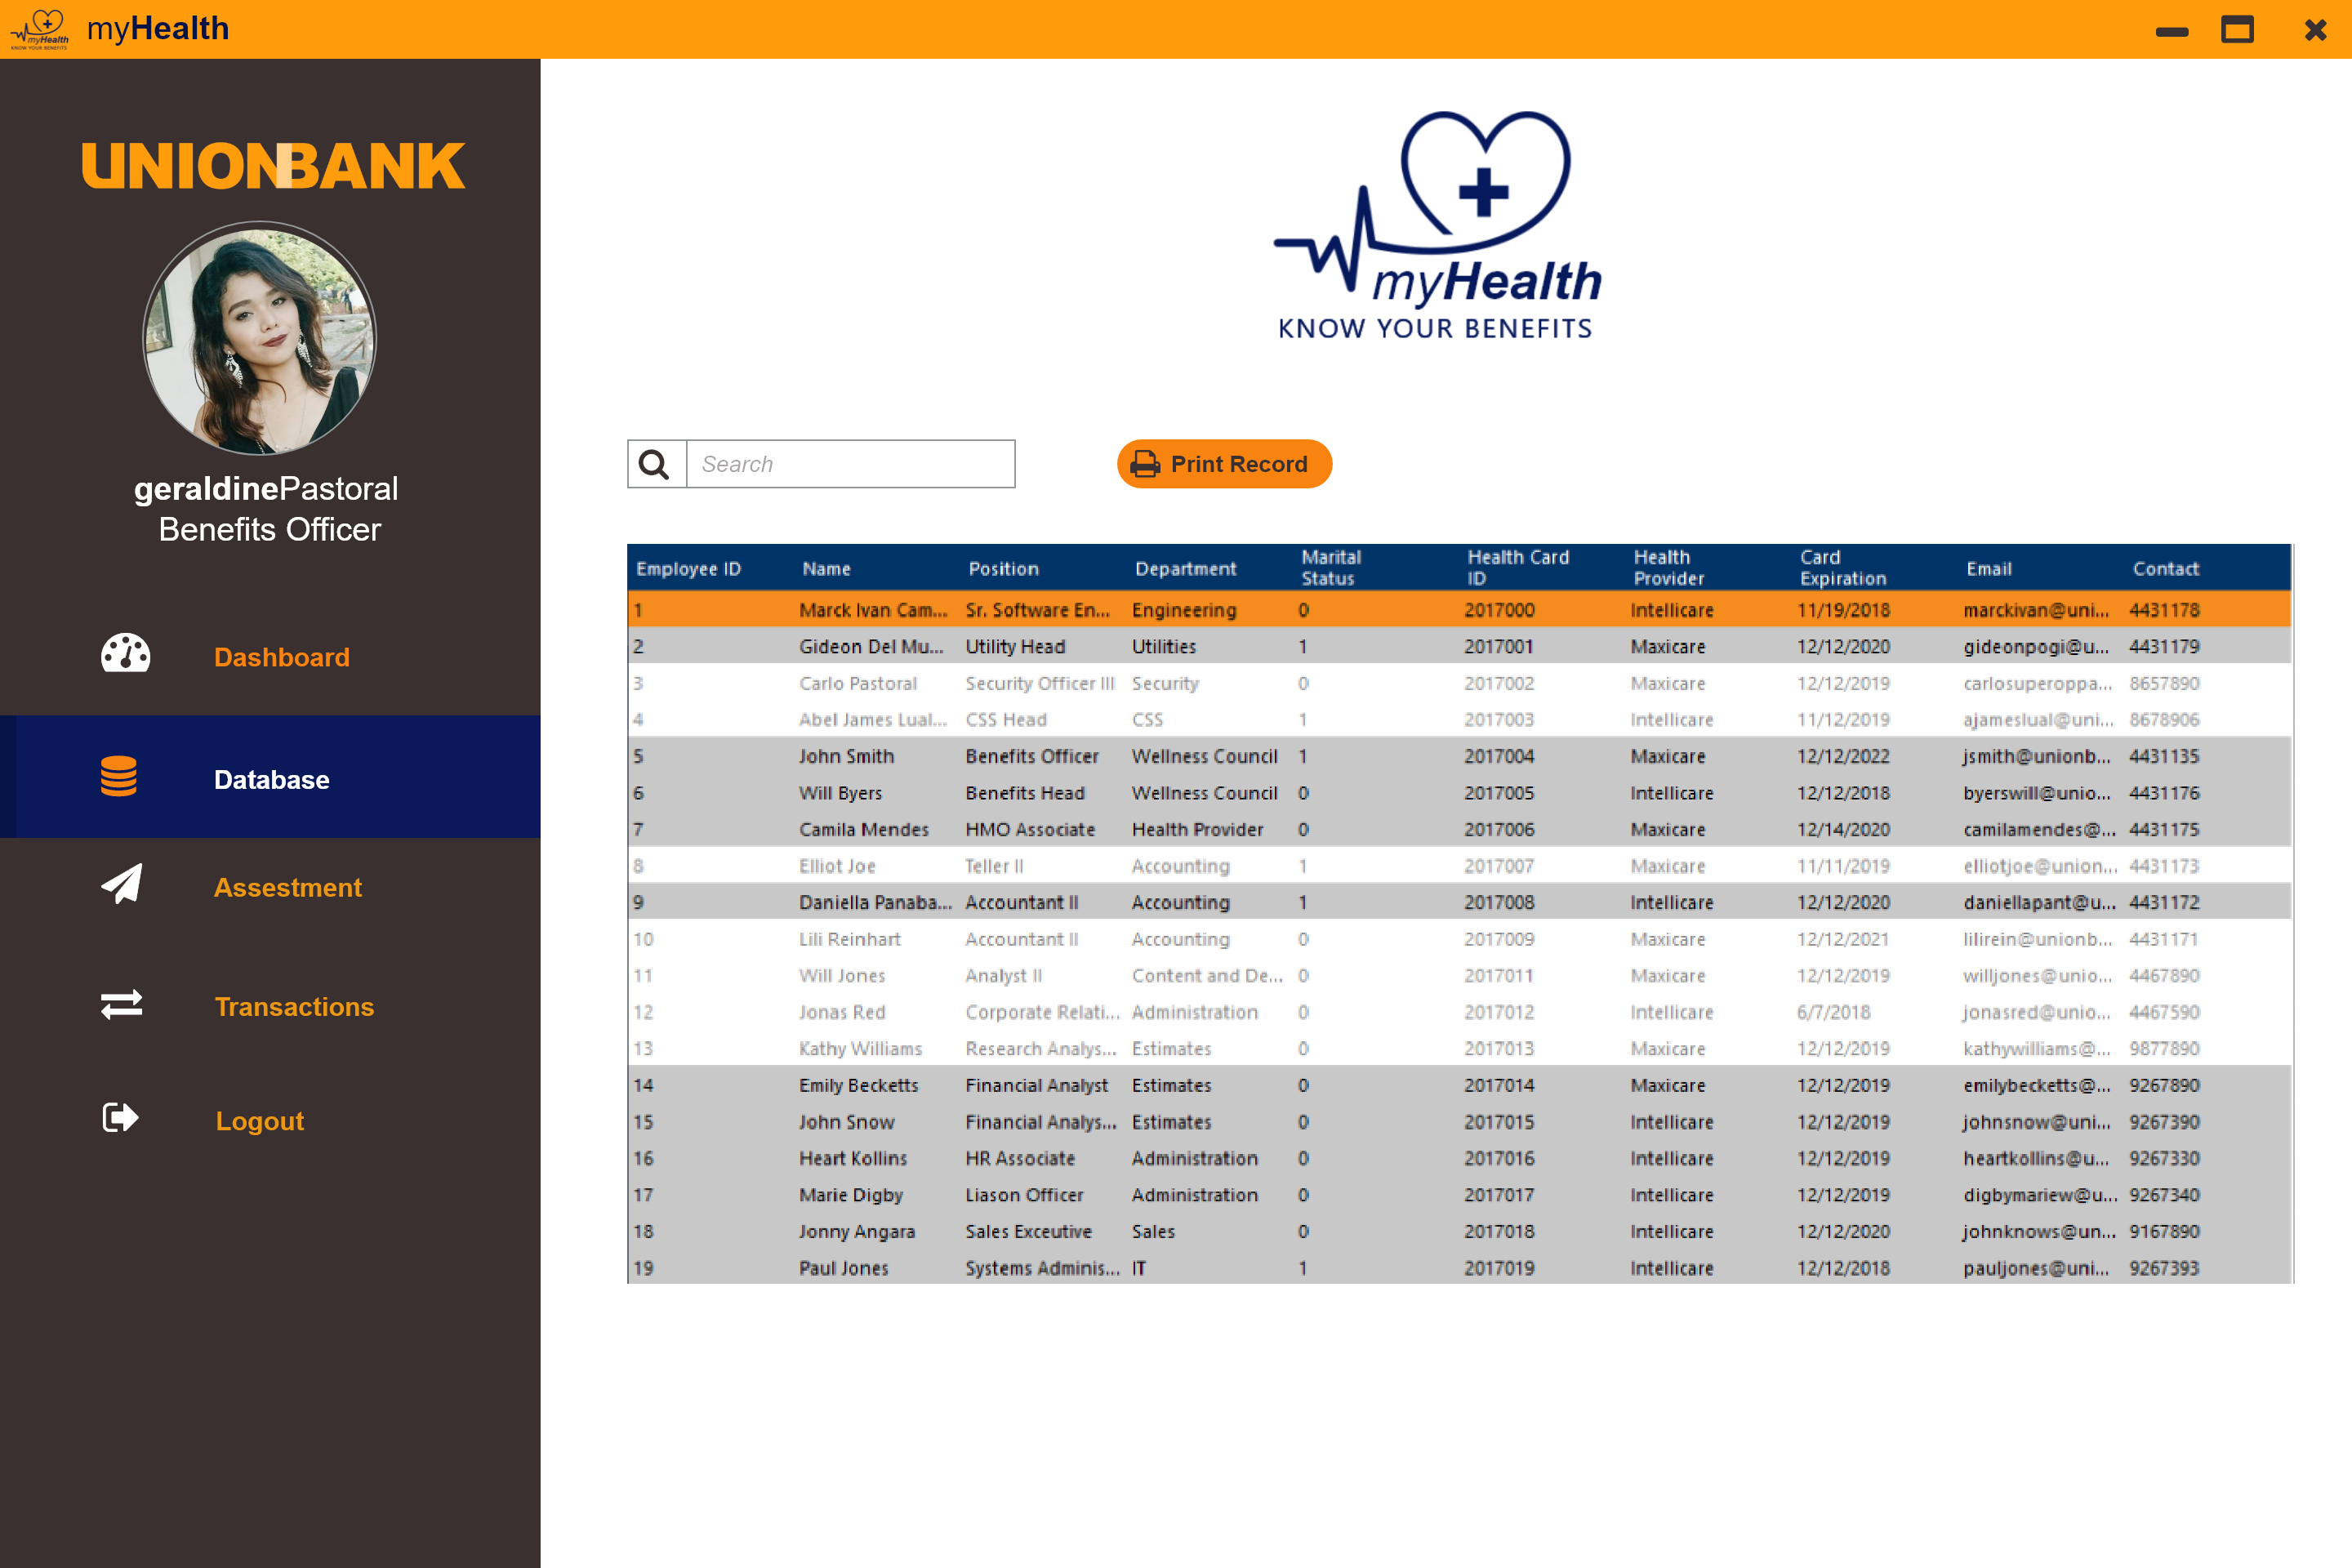 myHealth
KNOW YOUR BENEFITS
myHealth
UNIONBANK
geraldinePastoral
Benefits Officer
Dashboard
Database
Assestment
Transactions
Logout
myHealth
KNOW YOUR BENEFITS
Search
Print Record
Employee ID Name Position Department Marital Status Health Card ID Health Provider Card Expiration Email Contact
1 Marck Ivan Cam... Sr. Software En... Engineering 0 2017000 Intellicare 11/19/2018 marckivan@uni... 4431178
2 Gideon Del Mu... Utility Head Utilities 1 2017001 Maxicare 12/12/2020 gideonpogi@u... 4431179
3 Carlo Pastoral Security Officer III Security 0 2017002 Maxicare 12/12/2019 carlosuperoppa... 8657890
4 Abel James Lual... CSS Head CSS 1 2017003 Intellicare 11/12/2019 ajameslual@uni... 8678906
5 John Smith Benefits Officer Wellness Council 1 2017004 Maxicare 12/12/2022 jsmith@unionb... 4431135
6 Will Byers Benefits Head Wellness Council 0 2017005 Intellicare 12/12/2018 byerswill@unio... 4431176
7 Camila Mendes HMO Associate Health Provider 0 2017006 Maxicare 12/14/2020 camilamendes@... 4431175
8 Elliot Joe Teller II Accounting 1 2017007 Maxicare 11/11/2019 elliotjoe@union... 4431173
9 Daniella Panaba... Accountant II Accounting 1 2017008 Intellicare 12/12/2020 daniellapant@u... 4431172
10 Lili Reinhart Accountant II Accounting 0 2017009 Maxicare 12/12/2021 lilirein@unionb... 4431171
11 Will Jones Analyst II Content and De... 0 2017011 Maxicare 12/12/2019 willjones@unio... 4467890
12 Jonas Red Corporate Relati... Administration 0 2017012 Intellicare 6/7/2018 jonasred@unio... 4467590
13 Kathy Williams Research Analys... Estimates 0 2017013 Maxicare 12/12/2019 kathywilliams@... 9877890
14 Emily Becketts Financial Analyst Estimates 0 2017014 Maxicare 12/12/2019 emilybecketts@... 9267890
15 John Snow Financial Analys... Estimates 0 2017015 Intellicare 12/12/2019 johnsnow@uni... 9267390
16 Heart Kollins HR Associate Administration 0 2017016 Intellicare 12/12/2019 heartkollins@u... 9267330
17 Marie Digby Liason Officer Administration 0 2017017 Intellicare 12/12/2019 digbymariew@u... 9267340
18 Jonny Angara Sales Exceutive Sales 0 2017018 Intellicare 12/12/2020 johnknows@un... 9167890
19 Paul Jones Systems Adminis... IT 1 2017019 Intellicare 12/12/2018 pauljones@uni... 9267393